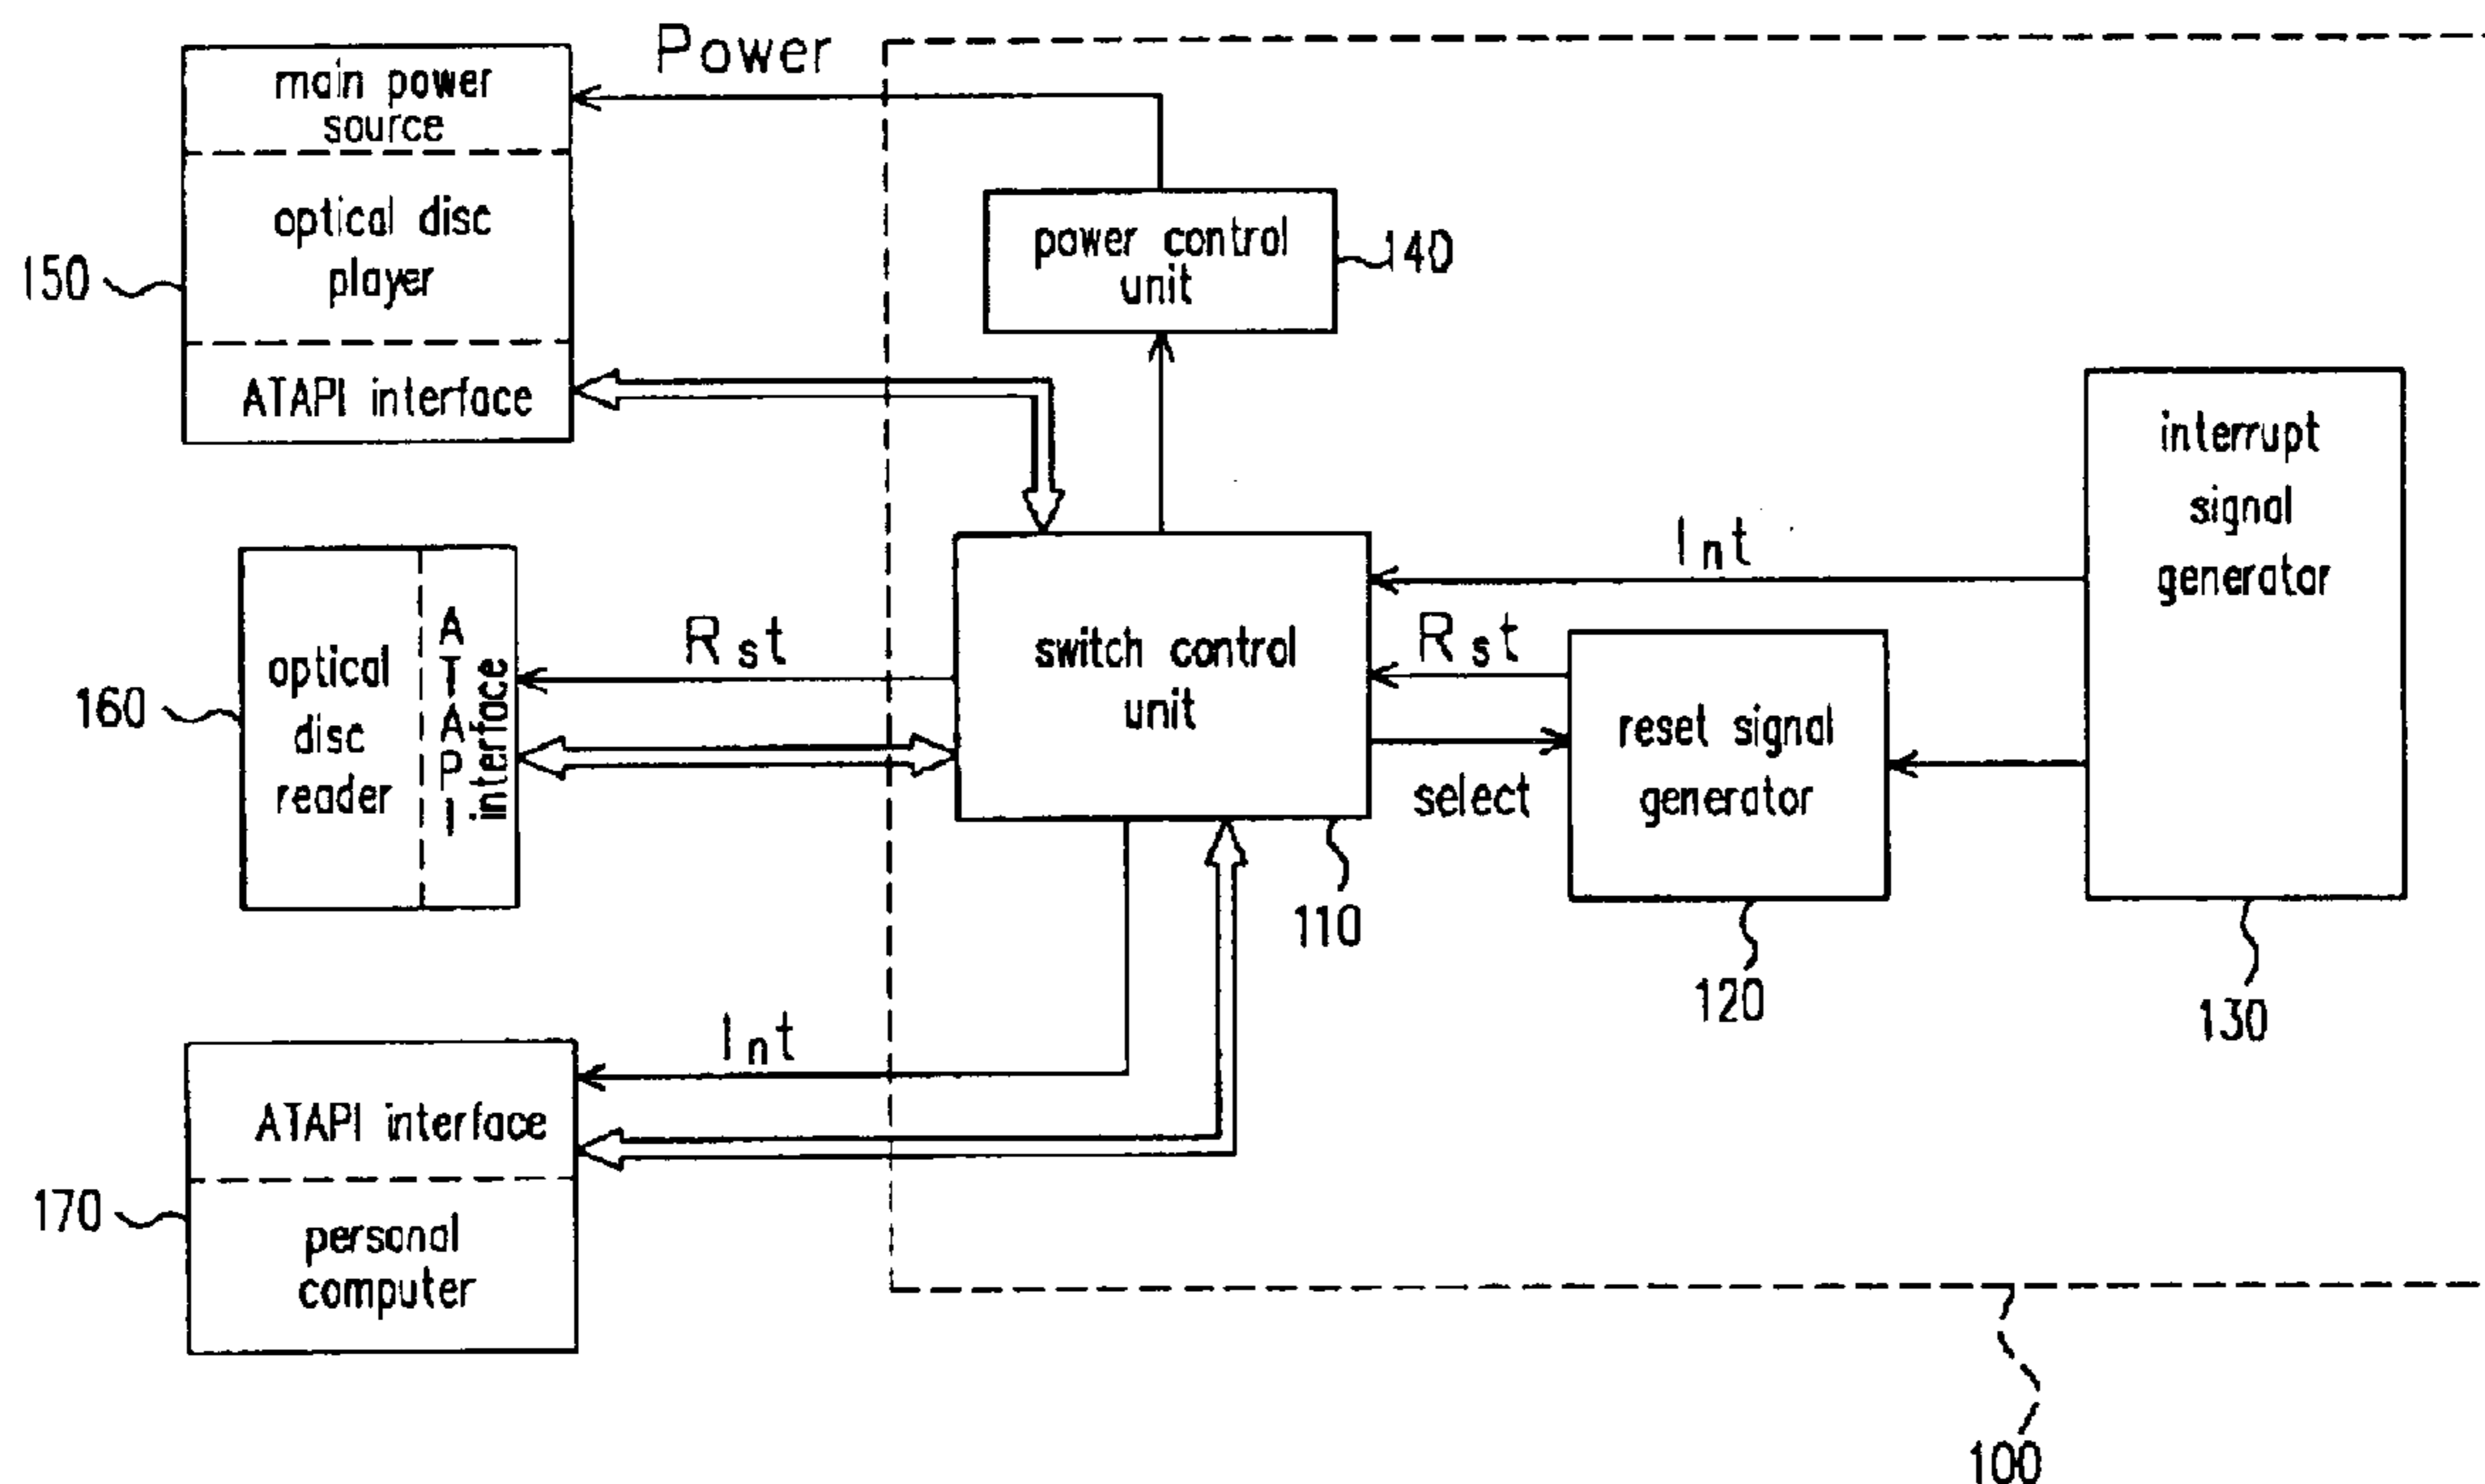 Power
main power
source
optical disc
player
ATAPI interface
150
power control
unit
140
interrupt
signal
generator
Int
Rst
optical
disc
reader
ATAPI
interface
160
Rst
switch control
unit
select
reset signal
generator
110
120
130
Int
ATAPI interface
personal
computer
170
100